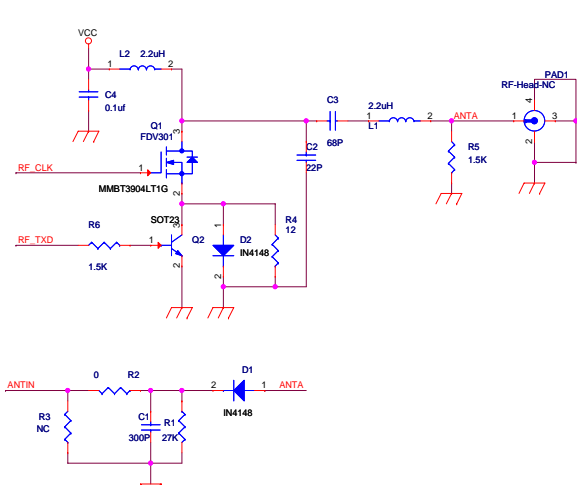 VCC
L2 2.2uH
1 2
C4
0.1uf
Q1
FDV301
3
RF_CLK
1
MMBT3904LT1G
2
C3
68P
2.2uH
1 2
L1
ANTA
C2
22P
R5
1.5K
PAD1
RF-Head-NC
4
1
3
2
SOT23
3
R6
RF_TXD
1
1.5K
2
Q2
1
D2
IN4148
2
R4
12
ANTIN
0 R2
D1
2 1
ANTA
IN4148
R3
NC
C1
300P
R1
27K